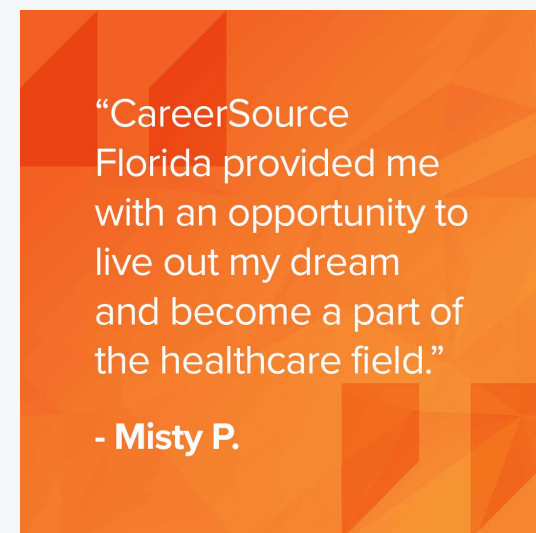 “CareerSource
Florida provided me
with an opportunity to
live out my dream
and become a part of
the healthcare field.”
- Misty P.